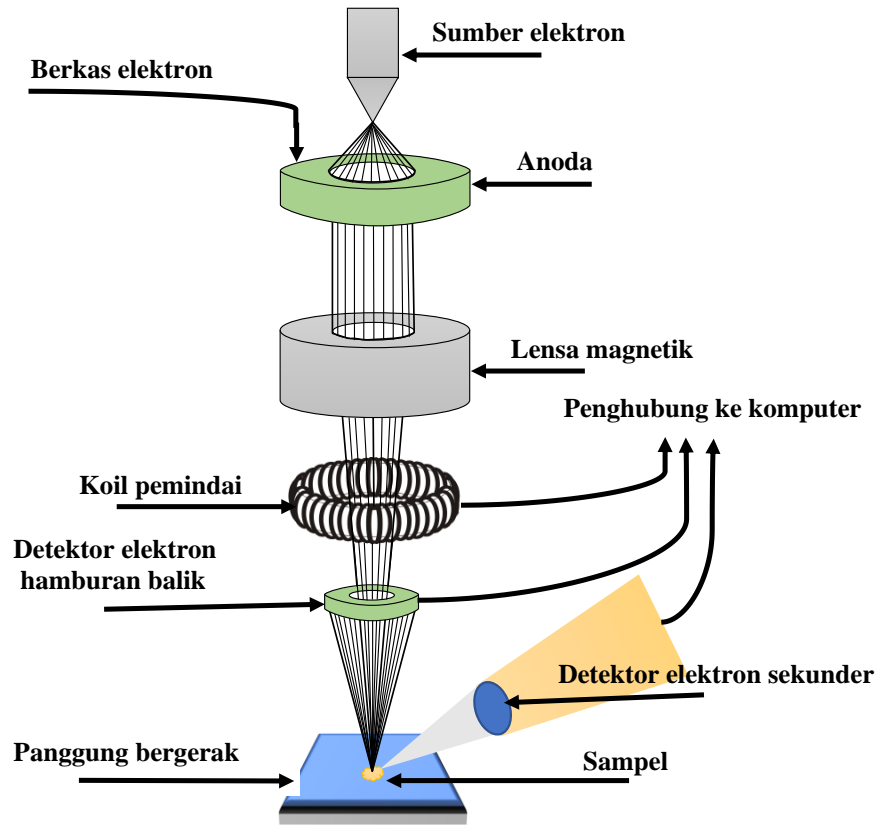 Sumber elektron
Berkas elektron
Anoda
Lensa magnetik
Penghubung ke komputer
Koil pemindai
Detektor elektron
hamburan balik
Detektor elektron sekunder
Panggung bergerak
Sampel